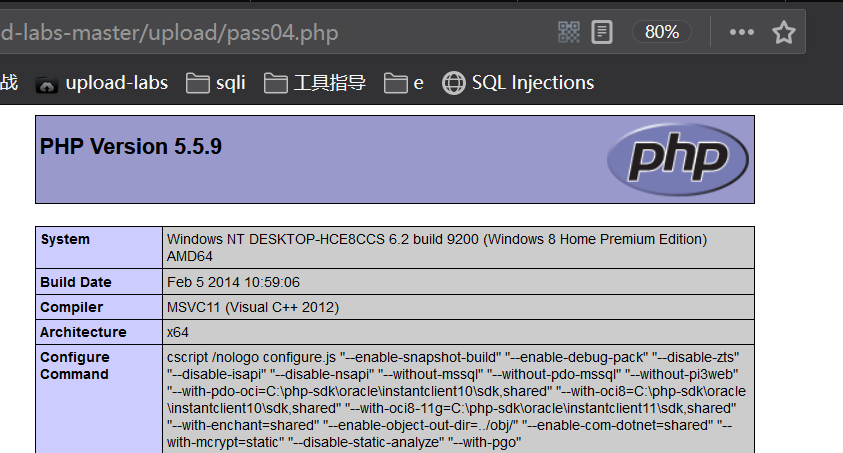 d-labs-master/upload/pass04.php
80%
战
upload-labs
sqli
工具指导
e
SQL Injections
PHP Version 5.5.9
php
System
Windows NT DESKTOP-HCE8CCS 6.2 build 9200 (Windows 8 Home Premium Edition)
AMD64
Build Date
Feb 5 2014 10:59:06
Compiler
MSVC11 (Visual C++ 2012)
Architecture
x64
Configure
Command
cscript /nologo configure.js "--enable-snapshot-build" "--enable-debug-pack" "--disable-zts"
"--disable-isapi" "--disable-nsapi" "--without-mssql" "--without-pdo-mssql" "--without-pi3web"
"--with-pdo-oci=C:\php-sdk\oracle\instantclient10\sdk,shared" "--with-oci8=C:\php-sdk\oracle
\instantclient10\sdk,shared" "--with-oci8-11g=C:\php-sdk\oracle\instantclient11\sdk,shared"
"--with-enchant=shared" "--enable-object-out-dir=../obj/" "--enable-com-dotnet=shared" "--
with-mcrypt=static" "--disable-static-analyze" "--with-pgo"